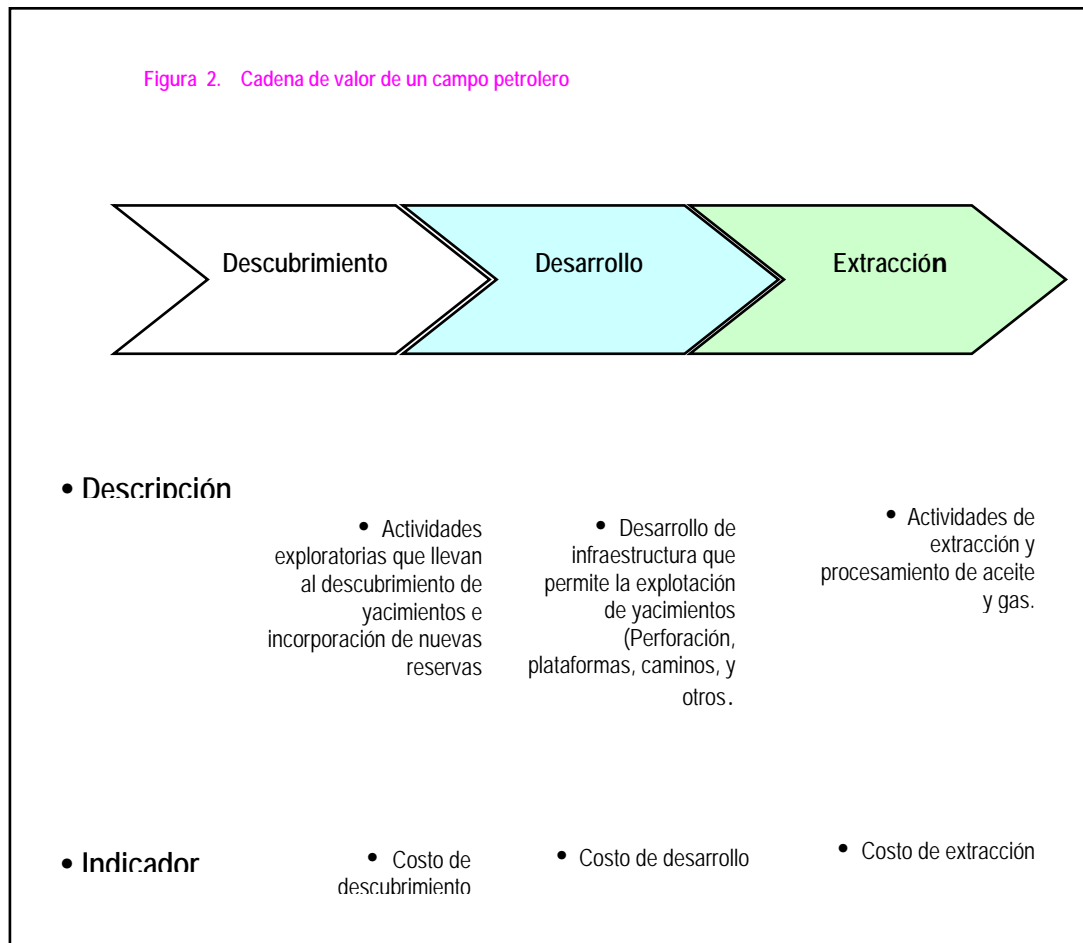 Figura 2. Cadena de valor de un campo petrolero
Descubrimiento
Desarrollo
Extracción
• Descripción
• Actividades
exploratorias que llevan
al descubrimiento de
yacimientos e
incorporación de nuevas
reservas
• Desarrollo de
infraestructura que
permite la explotación
de yacimientos
(Perforación,
plataformas, caminos, y
otros.
• Actividades de
extracción y
procesamiento de aceite
y gas.
• Indicador
• Costo de
descubrimiento
• Costo de desarrollo
• Costo de extracción